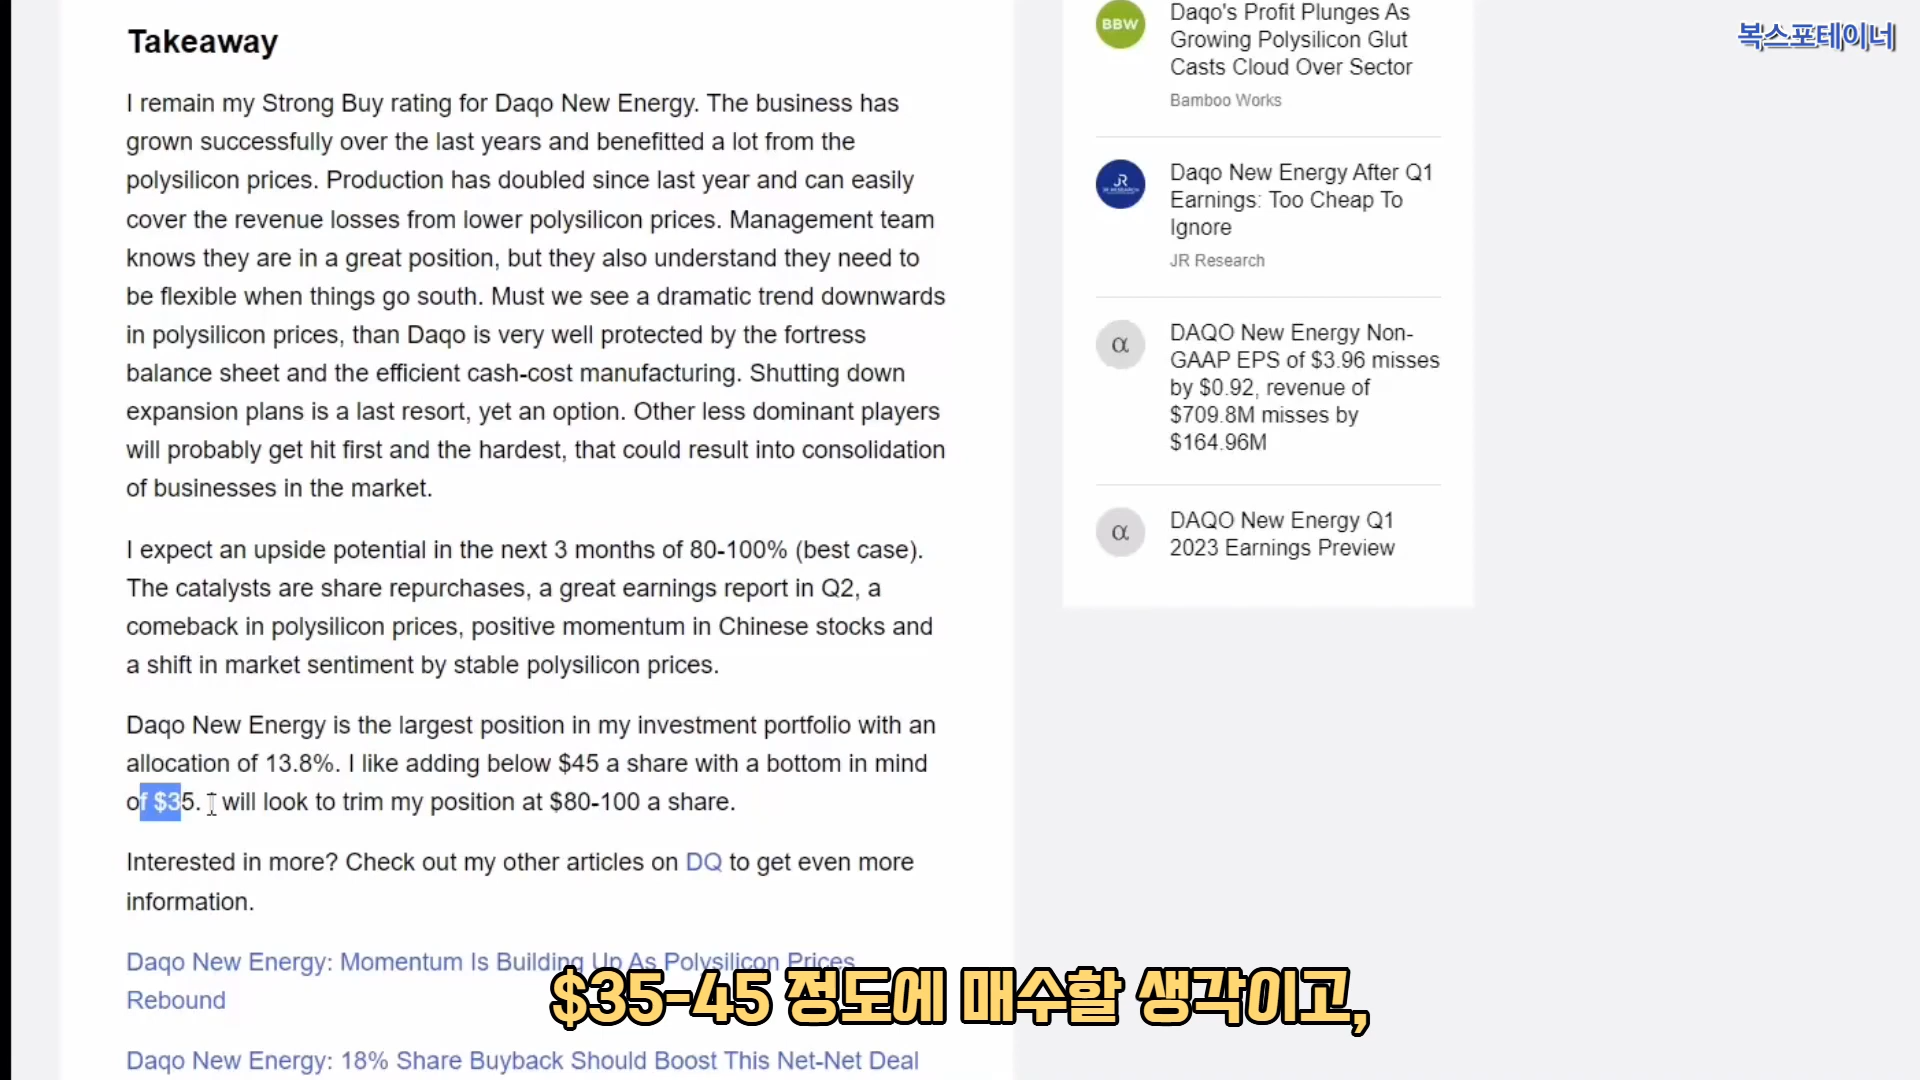 Takeaway
I remain my Strong Buy rating for Daqo New Energy. The business has
grown successfully over the last years and benefitted a lot from the
polysilicon prices. Production has doubled since last year and can easily
cover the revenue losses from lower polysilicon prices. Management team
knows they are in a great position, but they also understand they need to
be flexible when things go south. Must we see a dramatic trend downwards
in polysilicon prices, than Daqo is very well protected by the fortress
balance sheet and the efficient cash-cost manufacturing. Shutting down
expansion plans is a last resort, yet an option. Other less dominant players
will probably get hit first and the hardest, that could result into consolidation
of businesses in the market.
I expect an upside potential in the next 3 months of 80-100% (best case).
The catalysts are share repurchases, a great earnings report in Q2, a
comeback in polysilicon prices, positive momentum in Chinese stocks and
a shift in market sentiment by stable polysilicon prices.
Daqo New Energy is the largest position in my investment portfolio with an
allocation of 13.8%. I like adding below $45 a share with a bottom in mind
of $35. I will look to trim my position at $80-100 a share.
Interested in more? Check out my other articles on DQ to get even more
information.
Daqo New Energy: Momentum Is Building Up As Polysilicon Prices
Rebound
Daqo New Energy: 18% Share Buyback Should Boost This Net-Net Deal
BBW
Daqo's Profit Plunges As
Growing Polysilicon Glut
Casts Cloud Over Sector
Bamboo Works
JR
JR RESEARCH
Daqo New Energy After Q1
Earnings: Too Cheap To
Ignore
JR Research
α
DAQO New Energy Non-
GAAP EPS of $3.96 misses
by $0.92, revenue of
$709.8M misses by
$164.96M
α
DAQO New Energy Q1
2023 Earnings Preview
복스포테이너
$35-45 정도에 매수할 생각이고,